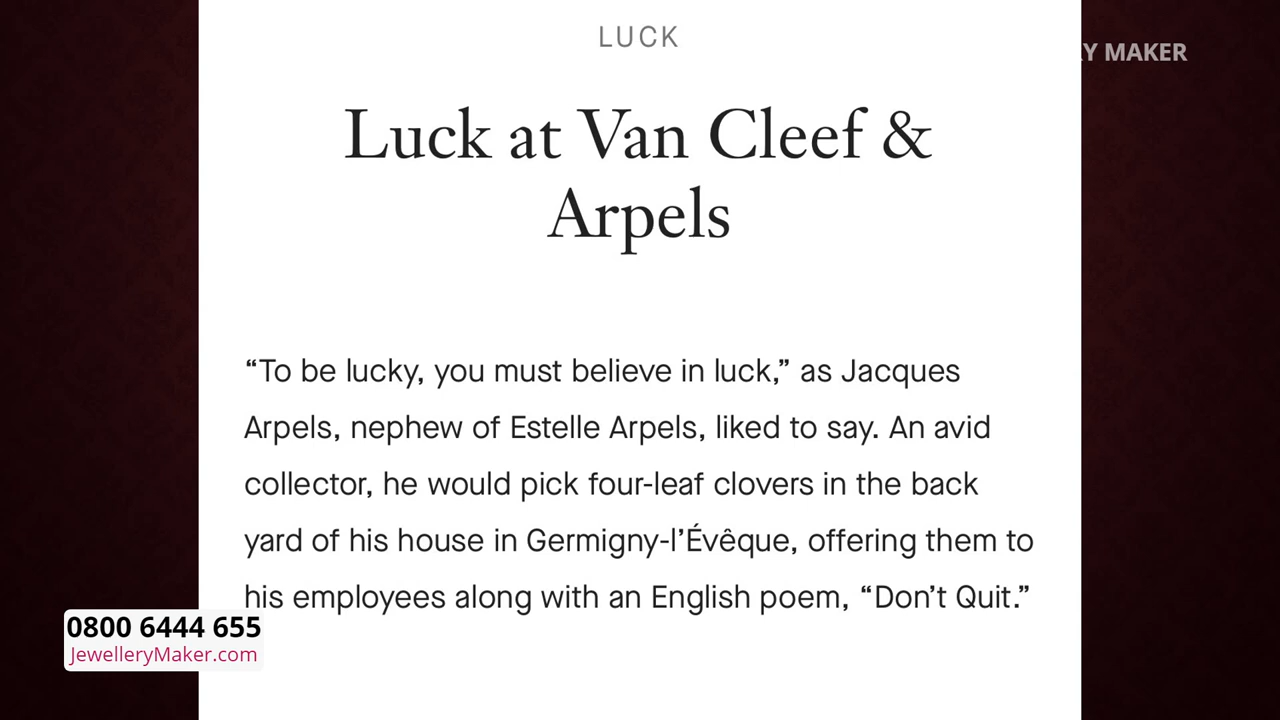 LUCK
RY MAKER
Luck at Van Cleef &
Arpels
“To be lucky, you must believe in luck,” as Jacques
Arpels, nephew of Estelle Arpels, liked to say. An avid
collector, he would pick four-leaf clovers in the back
yard of his house in Germigny-l’Évêque, offering them to
his employees along with an English poem, “Don’t Quit.”
0800 6444 655
JewelleryMaker.com